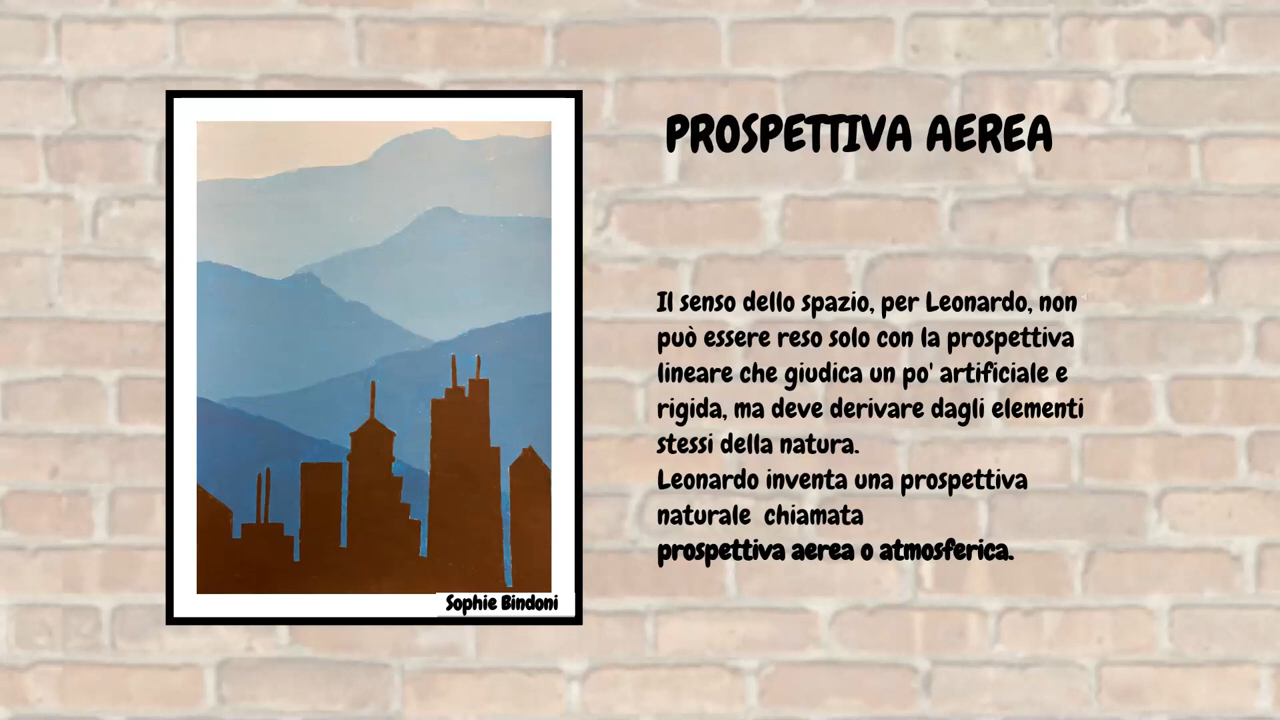 PROSPETTIVA AEREA
Il senso dello spazio, per Leonardo, non
può essere reso solo con la prospettiva
lineare che giudica un po' artificiale e
rigida, ma deve derivare dagli elementi
stessi della natura.
Leonardo inventa una prospettiva
naturale  chiamata
prospettiva aerea o atmosferica.
Sophie Bindoni